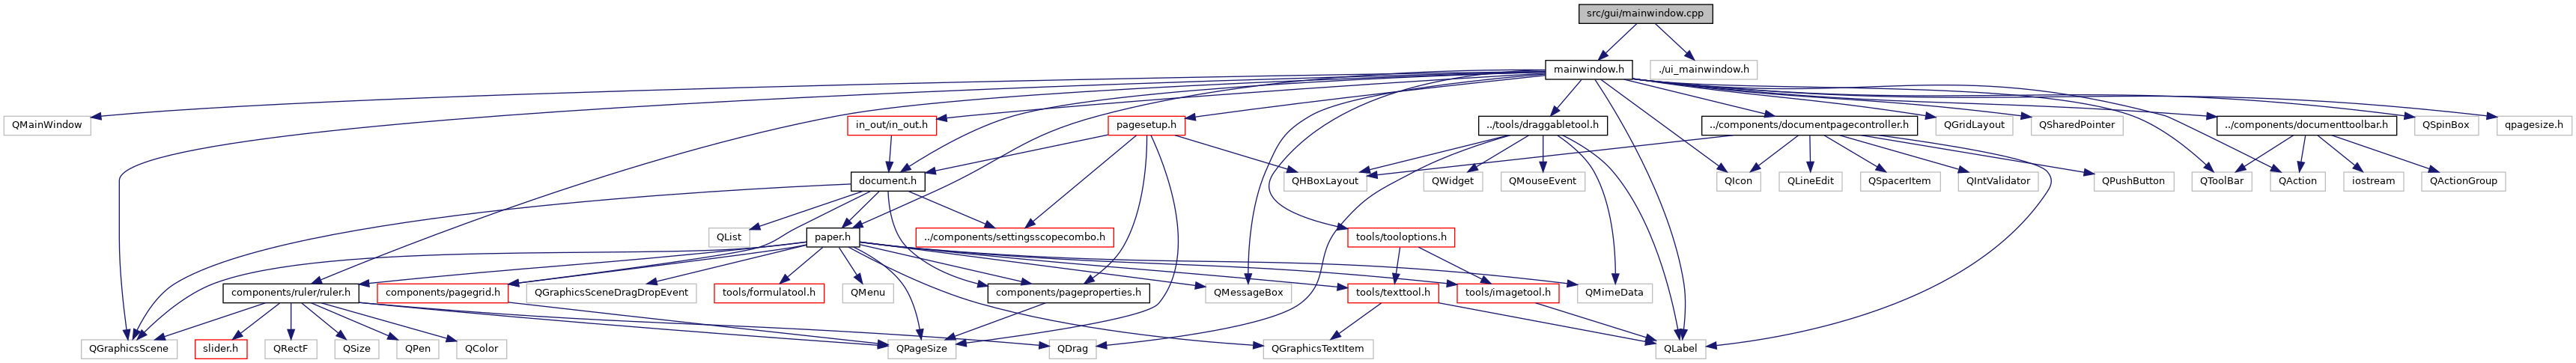 src/gui/mainwindow.cpp
mainwindow.h
./ui_mainwindow.h
QMainWindow
in_out/in_out.h
pagesetup.h
../tools/draggabletool.h
../components/documentpagecontroller.h
QGridLayout
QSharedPointer
../components/documenttoolbar.h
QSpinBox
qpagesize.h
document.h
QHBoxLayout
QWidget
QMouseEvent
QIcon
QLineEdit
QSpacerItem
QIntValidator
QPushButton
QToolBar
QAction
iostream
QActionGroup
QList
paper.h
../components/settingsscopecombo.h
tools/tooloptions.h
components/ruler/ruler.h
components/pagegrid.h
QGraphicsSceneDragDropEvent
tools/formulatool.h
QMenu
components/pageproperties.h
QMessageBox
tools/texttool.h
tools/imagetool.h
QMimeData
QGraphicsScene
slider.h
QRectF
QSize
QPen
QColor
QPageSize
QDrag
QGraphicsTextItem
QLabel